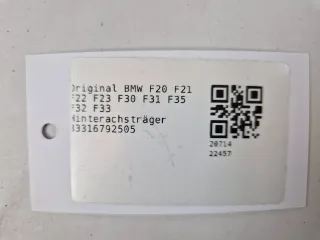 Original BMW F20 F21
F22 F23 F30 F31 F35
F32 F33
Hinterachsträger
33316792505
20714
22457